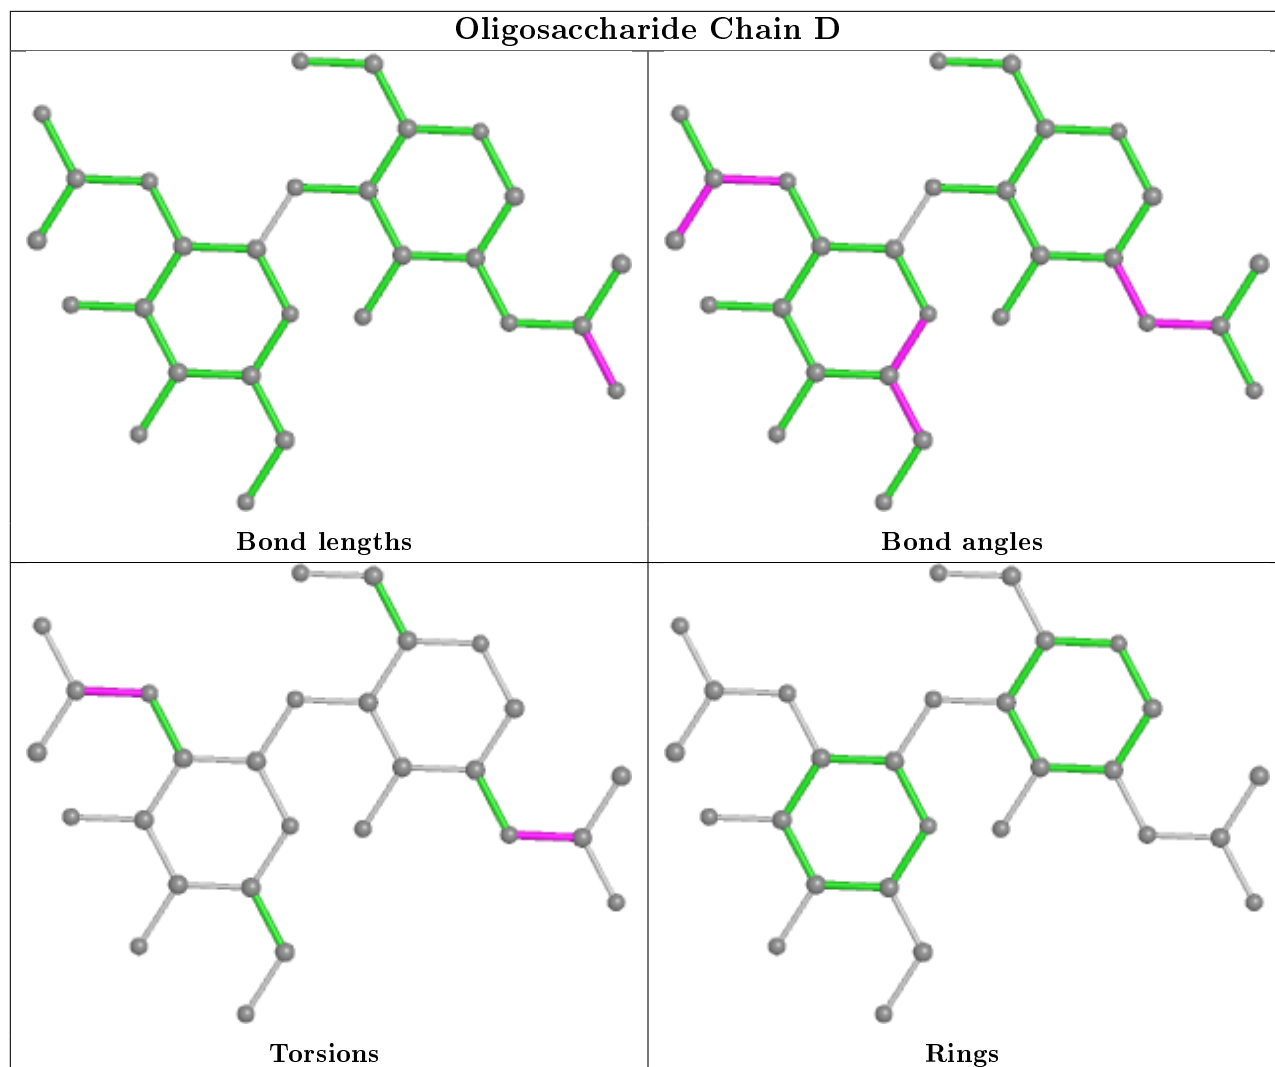 Oligosaccharide Chain D
Bond lengths
Bond angles
Torsions
Rings